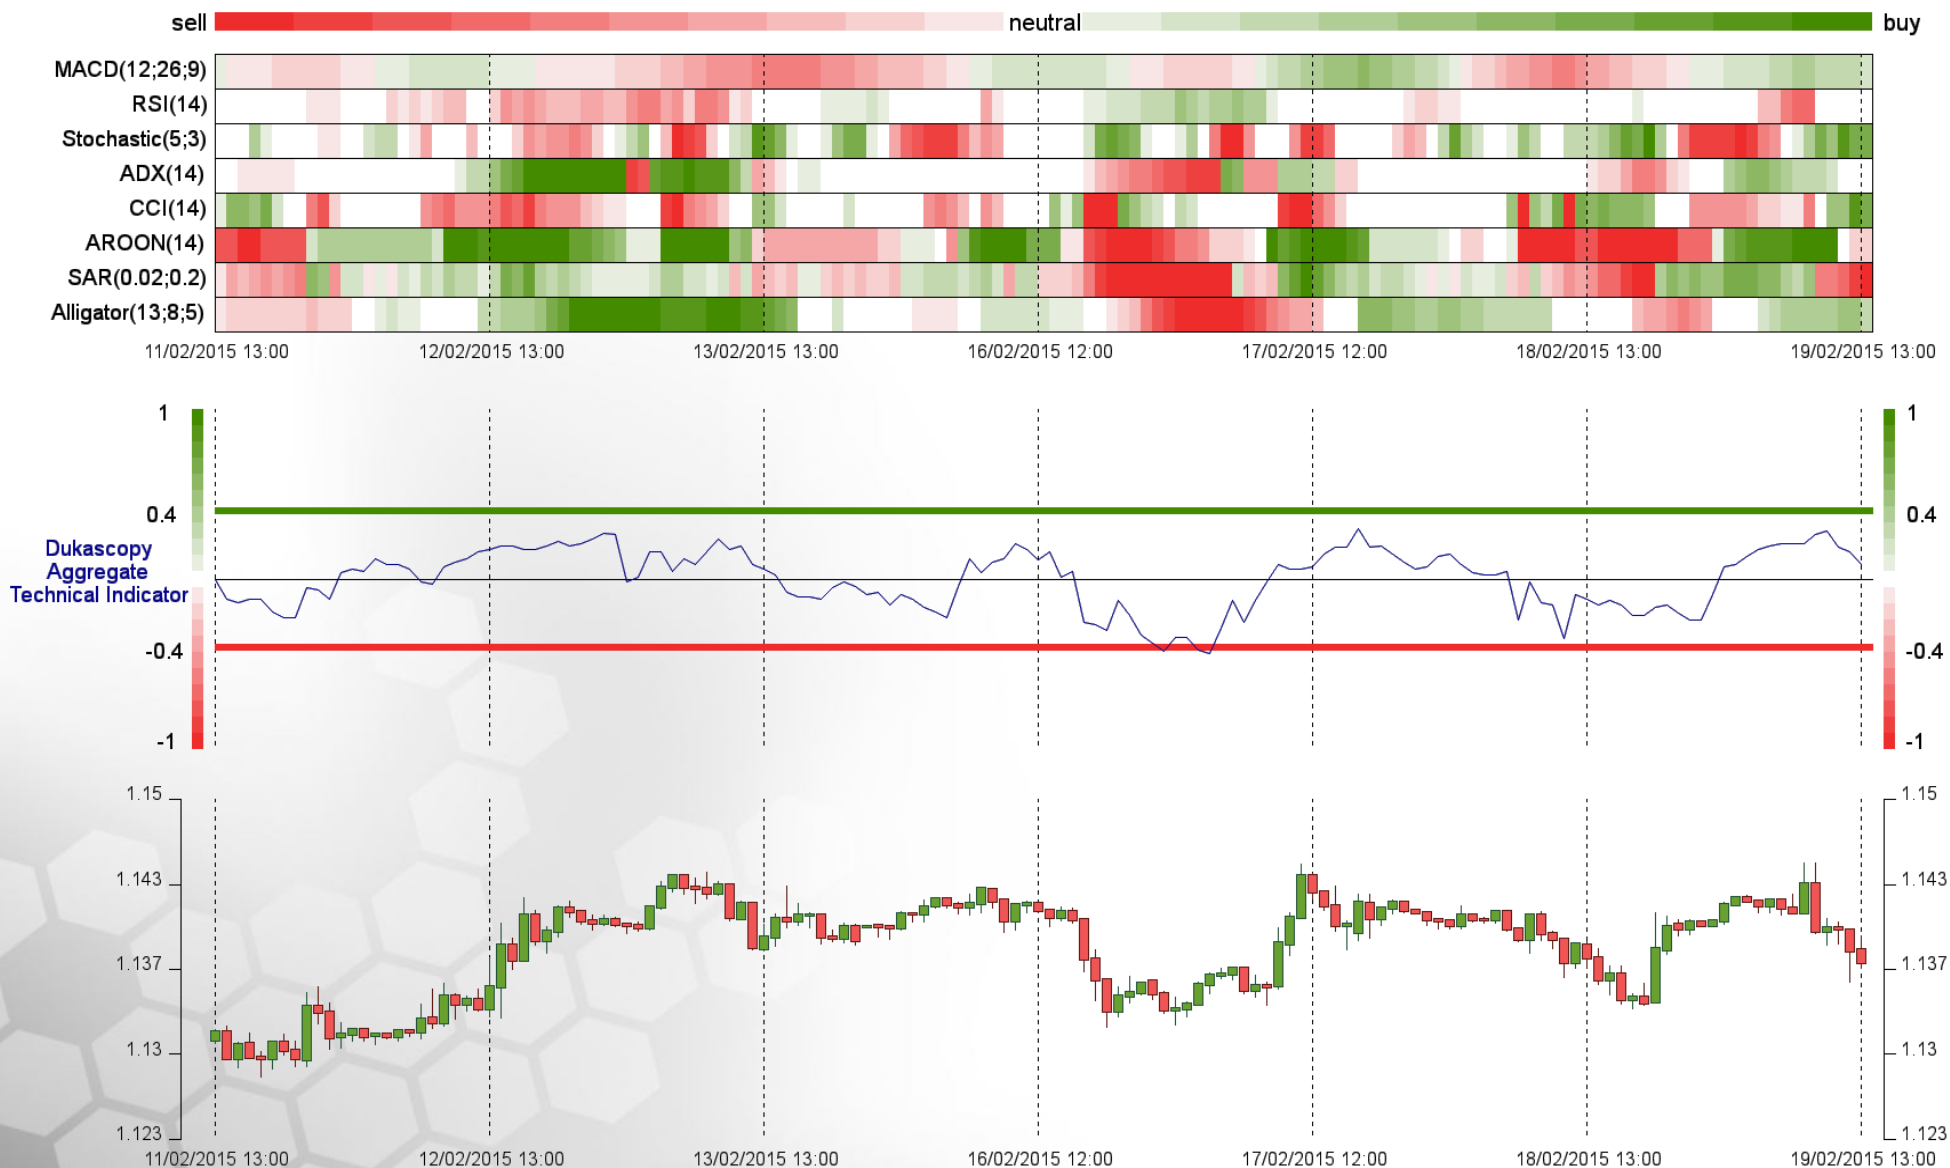 sell neutral buy
MACD(12;26;9)
RSI(14)
Stochastic(5;3)
ADX(14)
CCI(14)
AROON(14)
SAR(0.02;0.2)
Alligator(13;8;5)
11/02/2015 13:00 12/02/2015 13:00 13/02/2015 13:00 16/02/2015 12:00 17/02/2015 12:00 18/02/2015 13:00 19/02/2015 13:00
1 1
0.4 0.4
Dukascopy
Aggregate
Technical Indicator
-0.4 -0.4
-1 -1
1.15 1.15
1.143 1.143
1.137 1.137
1.13 1.13
1.123 1.123
11/02/2015 13:00 12/02/2015 13:00 13/02/2015 13:00 16/02/2015 12:00 17/02/2015 12:00 18/02/2015 13:00 19/02/2015 13:00